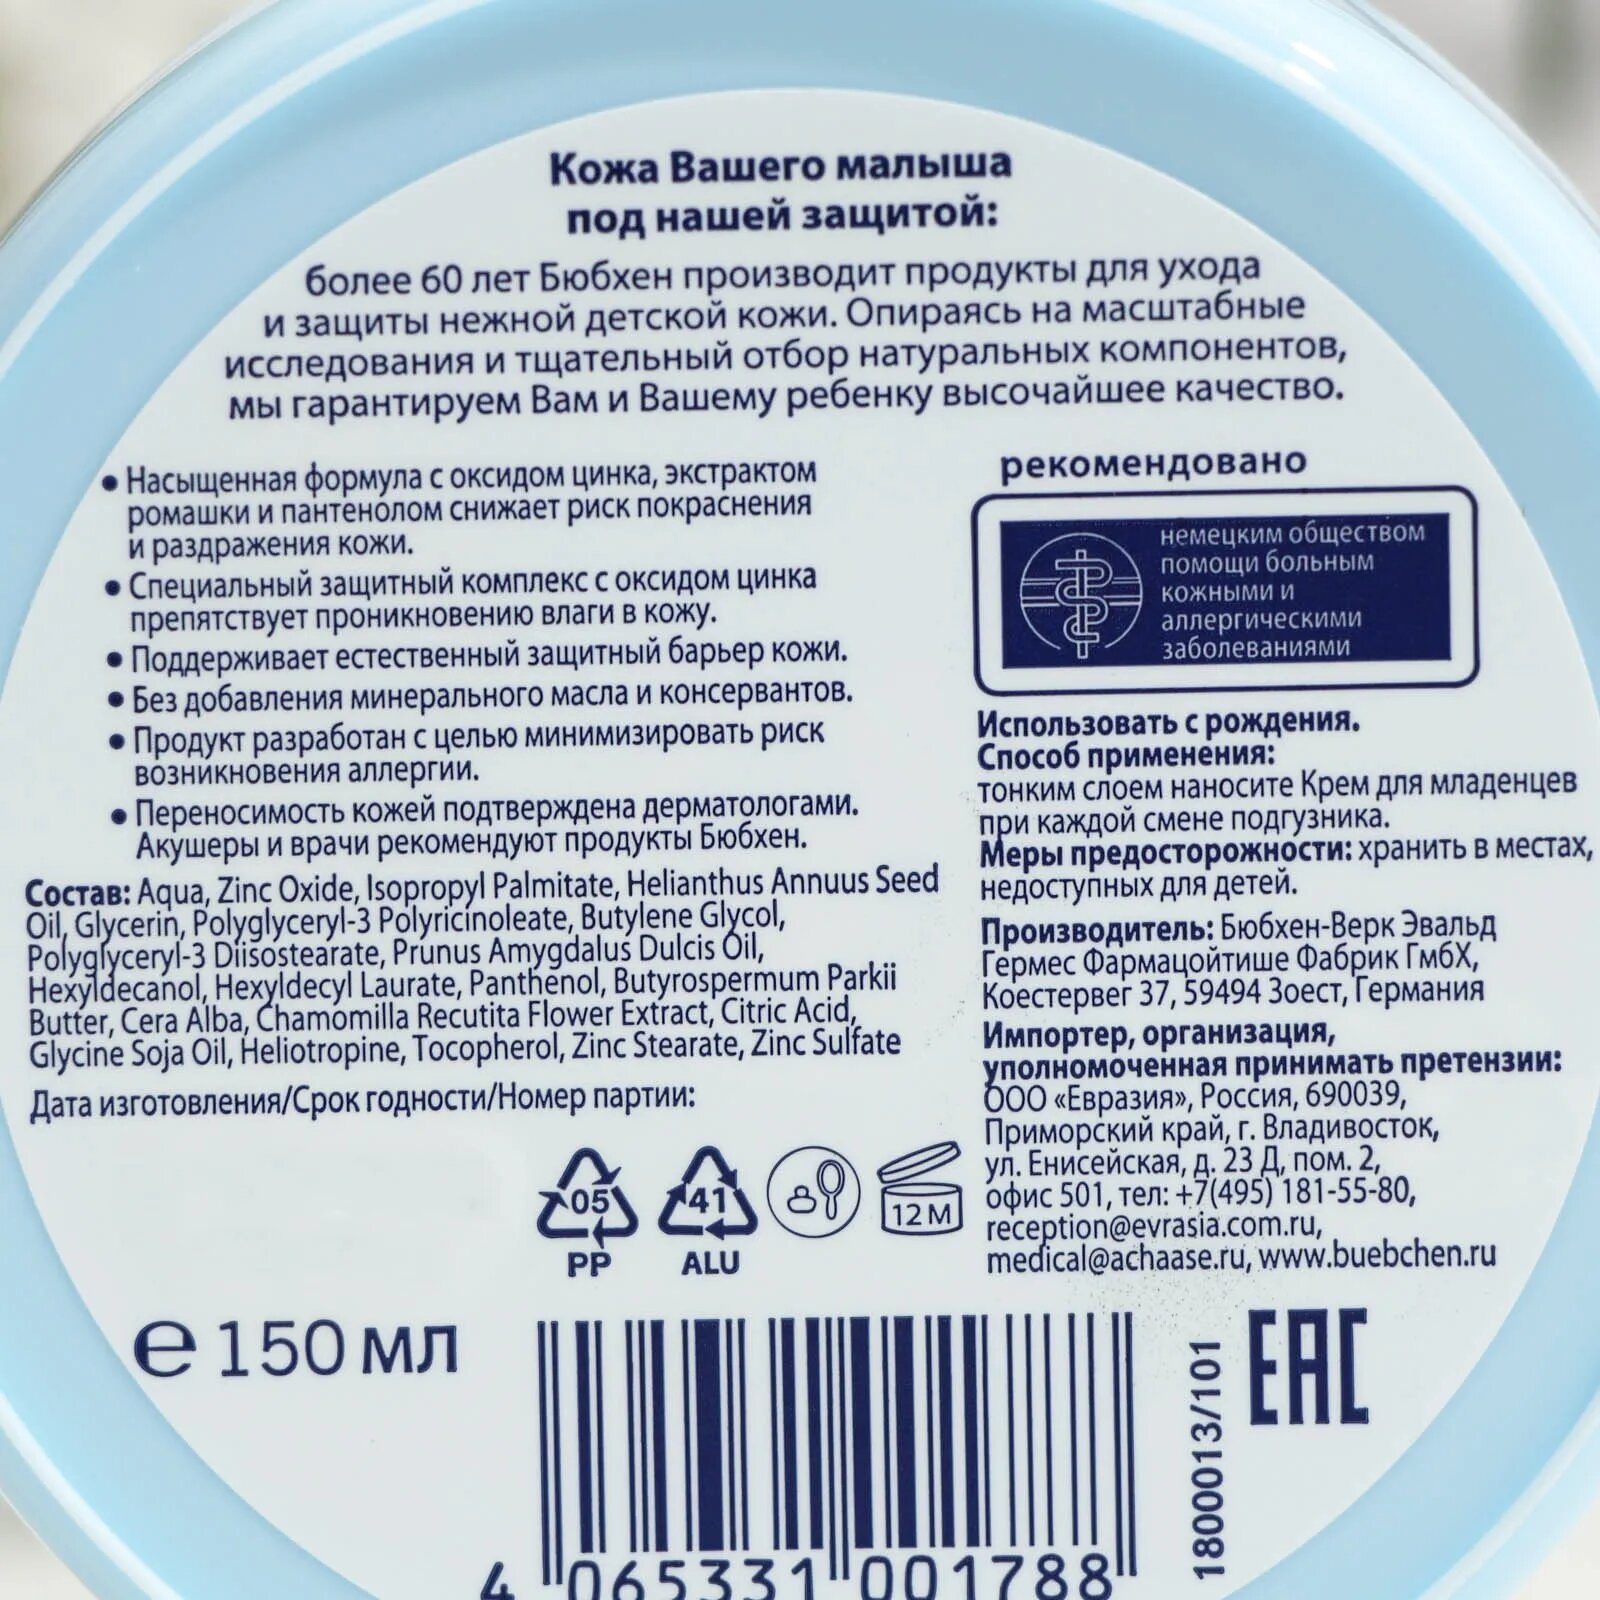 Кожа Вашего малыша
под нашей защитой:
более 60 лет Бюбхен производит продукты для ухода
и защиты нежной детской кожи. Опираясь на масштабные
исследования и тщательный отбор натуральных компонентов,
мы гарантируем Вам и Вашему ребенку высочайшее качество.
• Насыщенная формула с оксидом цинка, экстрактом
ромашки и пантенолом снижает риск покраснения
и раздражения кожи.
• Специальный защитный комплекс с оксидом цинка
препятствует проникновению влаги в кожу.
• Поддерживает естественный защитный барьер кожи.
• Без добавления минерального масла и консервантов.
• Продукт разработан с целью минимизировать риск
возникновения аллергии.
• Переносимость кожей подтверждена дерматологами.
Акушеры и врачи рекомендуют продукты Бюбхен.
Состав: Aqua, Zinc Oxide, Isopropyl Palmitate, Helianthus Annuus Seed
Oil, Glycerin, Polyglyceryl-3 Polyricinoleate, Butylene Glycol,
Polyglyceryl-3 Diisostearate, Prunus Amygdalus Dulcis Oil,
Hexyldecanol, Hexyldecyl Laurate, Panthenol, Butyrospermum Parkii
Butter, Cera Alba, Chamomilla Recutita Flower Extract, Citric Acid,
Glycine Soja Oil, Heliotropine, Tocopherol, Zinc Stearate, Zinc Sulfate
Дата изготовления/Срок годности/Номер партии:
рекомендовано
немецким обществом
помощи больным
кожными и
аллергическими
заболеваниями
Использовать с рождения.
Способ применения:
тонким слоем наносите Крем для младенцев
при каждой смене подгузника.
Меры предосторожности: хранить в местах,
недоступных для детей.
Производитель: Бюбхен-Верк Эвальд
Гермес Фармацойтише Фабрик ГмбХ,
Коестервег 37, 59494 Зоест, Германия
Импортер, организация,
уполномоченная принимать претензии:
ООО «Евразия», Россия, 690039,
Приморский край, г. Владивосток,
ул. Енисейская, д. 23 Д, пом. 2,
офис 501, тел: +7(495) 181-55-80,
reception@evrasia.com.ru,
medical@achaase.ru, www.buebchen.ru
05
PP
41
ALU
12 M
e 150 мл
4 065331 001788
1800013/101
EAC